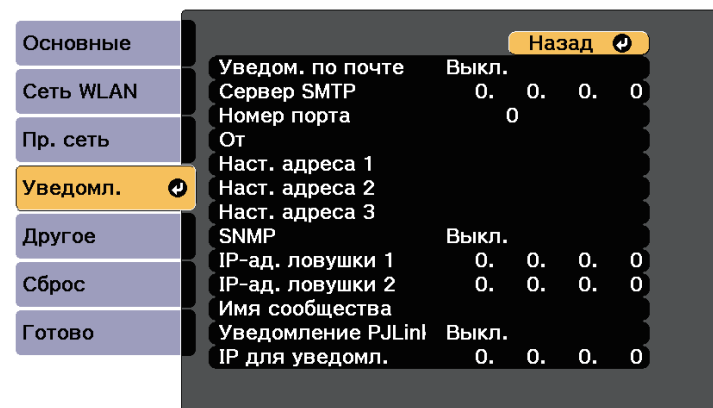 Основные
Сеть WLAN
Пр. сеть
Уведомл.
Другое
Сброс
Готово
Назад
Уведом. по почте Выкл.
Сервер SMTP 0. 0. 0. 0
Номер порта 0
От
Наст. адреса 1
Наст. адреса 2
Наст. адреса 3
SNMP Выкл.
IP-ад. ловушки 1 0. 0. 0. 0
IP-ад. ловушки 2 0. 0. 0. 0
Имя сообщества
Уведомление PJLink Выкл.
IP для уведомл. 0. 0. 0. 0